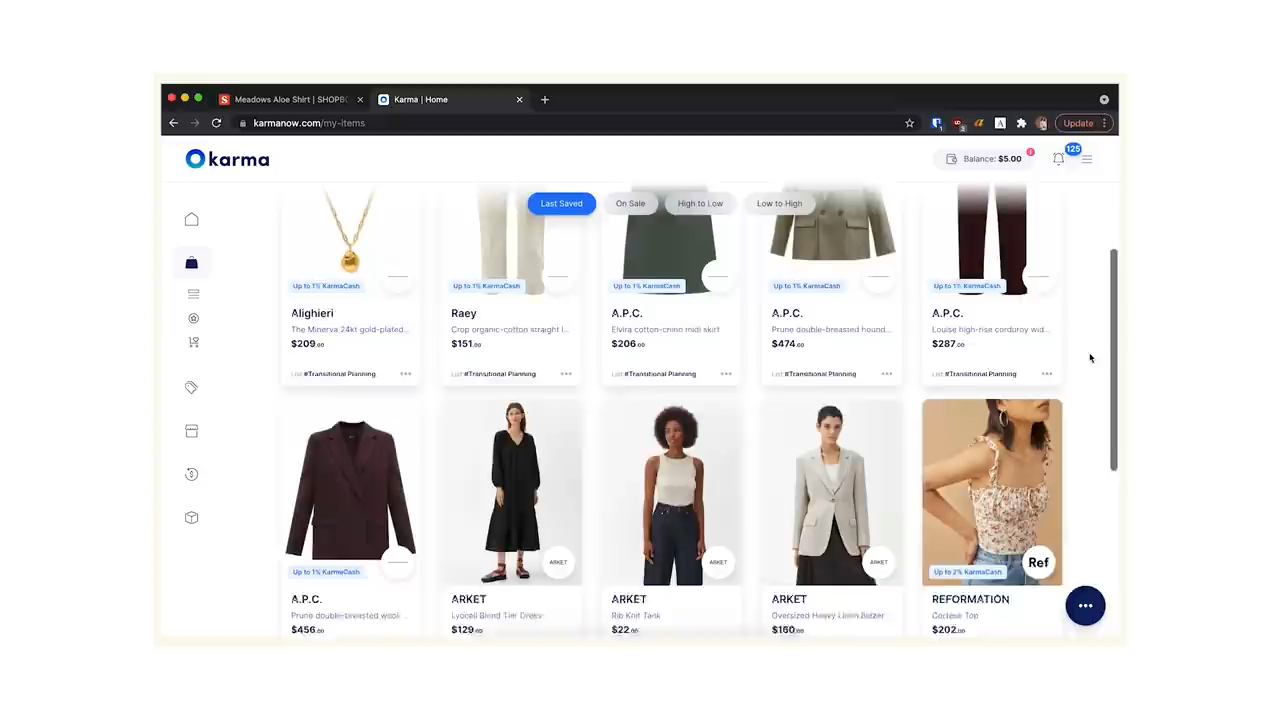 Meadows Aloe Shirt | SHOPBO
Karma | Home
karmanow.com/my-items
Update
karma
Balance: $5.00
125
Last Saved
On Sale
High to Low
Low to High
Up to 1% KarmaCash
Up to 1% KarmaCash
Up to 1% KarmaCash
Up to 1% KarmaCash
Up to 1% KarmaCash
Alighieri
Raey
A.P.C.
A.P.C.
A.P.C.
The Minerva 24kt gold-plated...
Crop organic-cotton straight l...
Elvira cotton-chino midi skirt
Prune double-breasted hound...
Louise high-rise corduroy wid...
$209.00
$151.00
$206.00
$474.00
$287.00
List #Transitional Planning
List #Transitional Planning
List #Transitional Planning
List #Transitional Planning
List #Transitional Planning
ARKET
ARKET
ARKET
Ref
Up to 1% KarmaCash
Up to 2% KarmaCash
A.P.C.
ARKET
ARKET
ARKET
REFORMATION
Prune double-breasted wool ...
Lyocell Blend Tier Dress
Rib Knit Tank
Oversized Heavy Linen Blazer
Top
$456.00
$129.00
$22.00
$160.00
$202.00